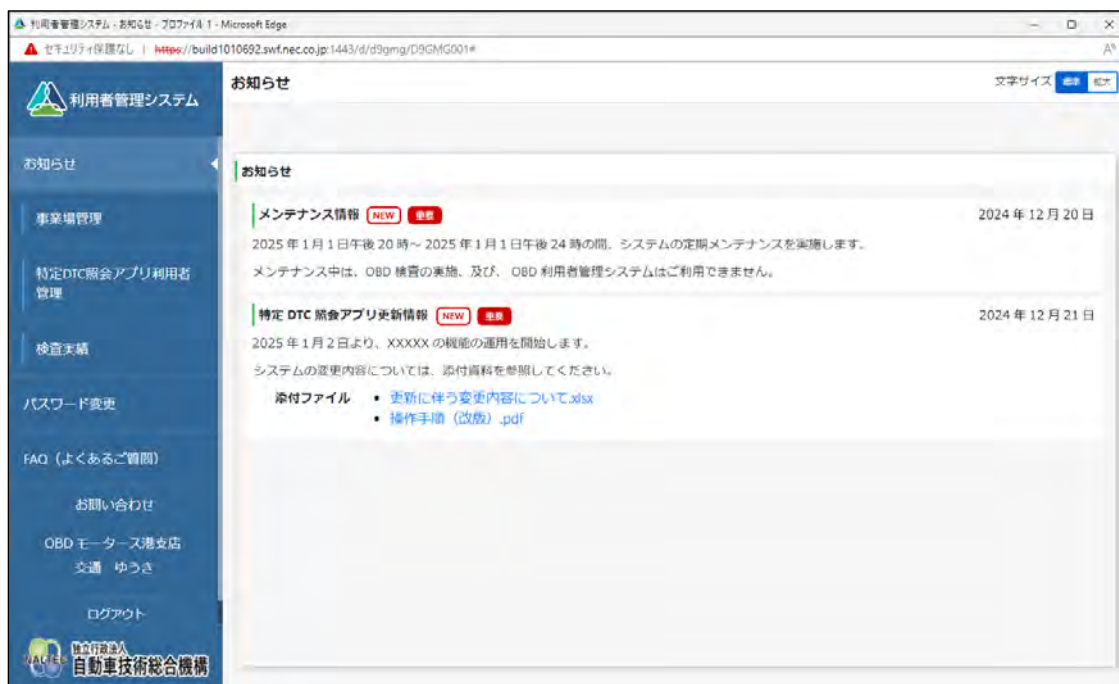 利用者管理システム - お知らせ - プロファイル 1 - Microsoft Edge
セキュリティ保護なし | https://build1010692.swf.nec.co.jp:1443/d/d9gmg/D9GMG001#
利用者管理システム
お知らせ
文字サイズ 標準 拡大
お知らせ
事業場管理
特定DTC照会アプリ利用者
管理
検査実績
パスワード変更
FAQ（よくあるご質問）
お問い合わせ
OBD モータース港支店
交通 ゆうき
ログアウト
NALTEC 独立行政法人
自動車技術総合機構
お知らせ
メンテナンス情報 NEW 重要 2024 年 12 月 20 日
2025 年 1 月 1 日午後 20 時～ 2025 年 1 月 1 日午後 24 時の間、システムの定期メンテナンスを実施します。
メンテナンス中は、OBD 検査の実施、及び、 OBD 利用者管理システムはご利用できません。
特定 DTC 照会アプリ更新情報 NEW 重要 2024 年 12 月 21 日
2025 年 1 月 2 日より、XXXXX の機能の運用を開始します。
システムの変更内容については、添付資料を参照してください。
添付ファイル • 更新に伴う変更内容について.xlsx
• 操作手順（改版）.pdf